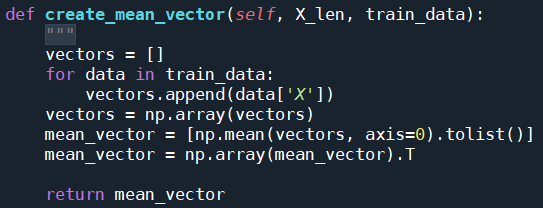 def create_mean_vector(self, X_len, train_data):
    """
    vectors = []
    for data in train_data:
        vectors.append(data['X'])
    vectors = np.array(vectors)
    mean_vector = [np.mean(vectors, axis=0).tolist()]
    mean_vector = np.array(mean_vector).T
    return mean_vector